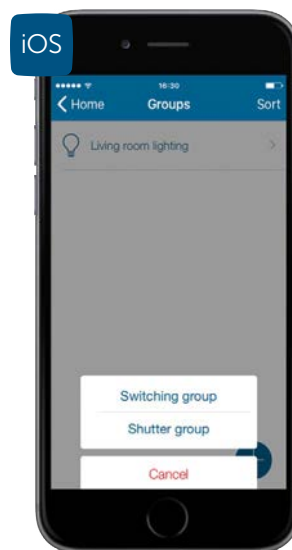 iOS
16:30
Home Groups Sort
Living room lighting
Switching group
Shutter group
Cancel